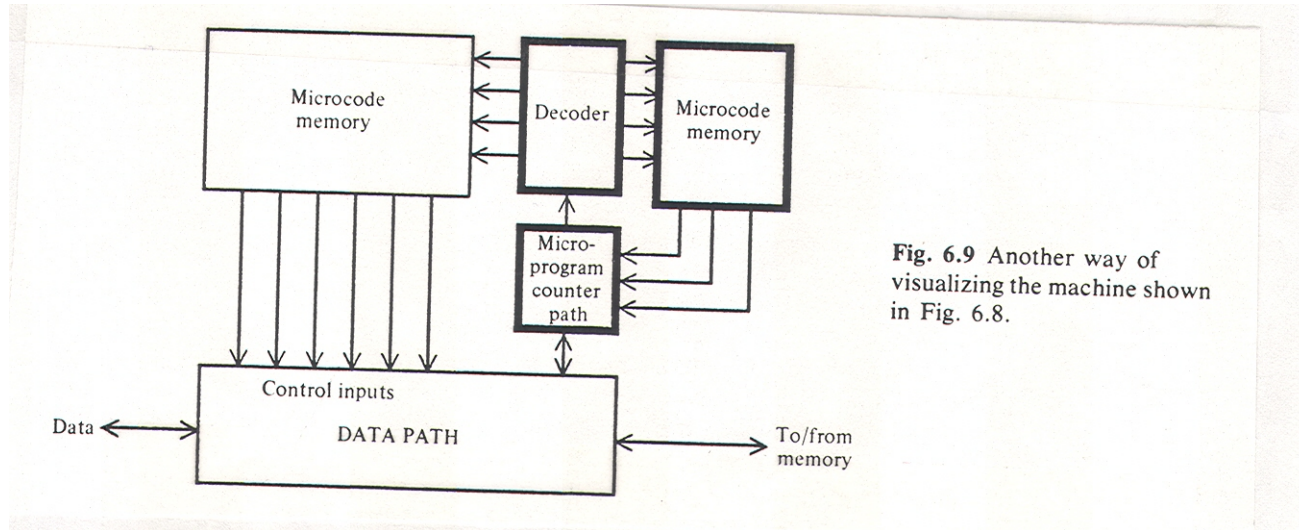 Microcode
memory
Decoder
Microcode
memory
Micro-
program
counter
path
Control inputs
DATA PATH
Data
To/from
memory
Fig. 6.9 Another way of
visualizing the machine shown
in Fig. 6.8.